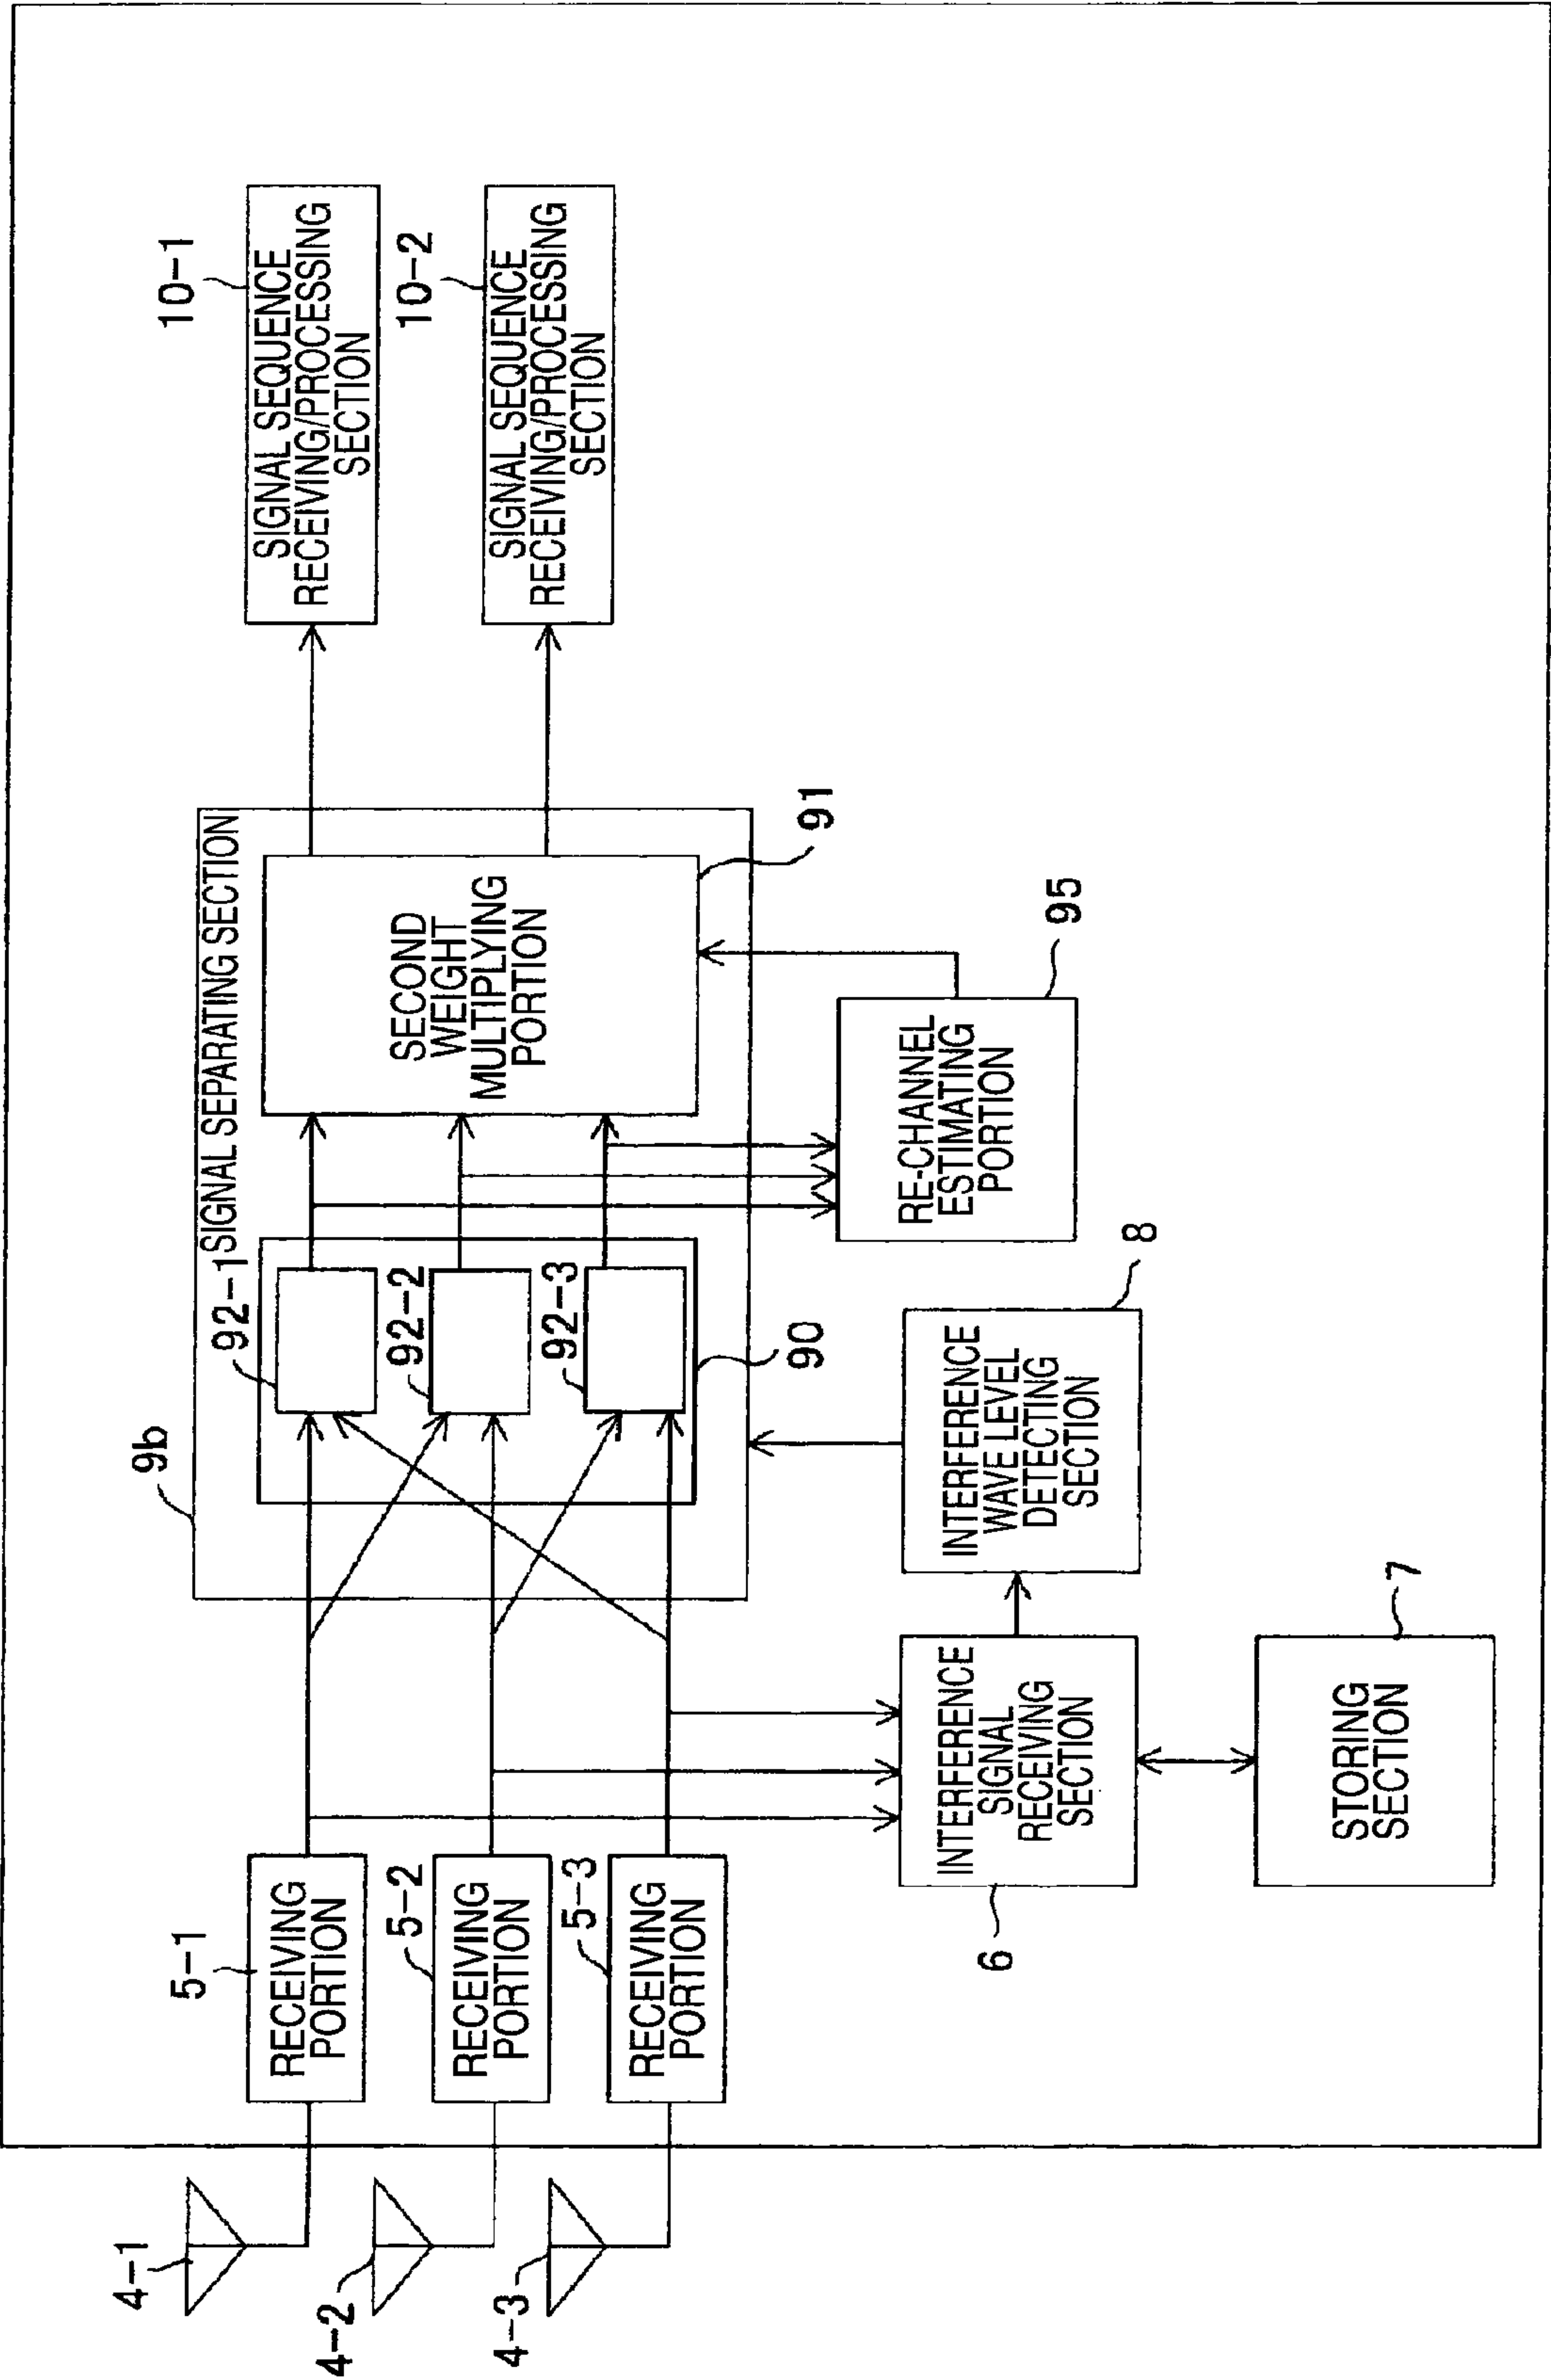 4-1
4-2
4-3
5-1
RECEIVING
PORTION
5-2
RECEIVING
PORTION
5-3
RECEIVING
PORTION
6
INTERFERENCE
SIGNAL
RECEIVING
SECTION
7
STORING
SECTION
8
INTERFERENCE
WAVE LEVEL
DETECTING
SECTION
9b
SIGNAL SEPARATING SECTION
92-1
92-2
92-3
90
SECOND
WEIGHT
MULTIPLYING
PORTION
91
RE-CHANNEL
ESTIMATING
PORTION
95
10-1
SIGNAL SEQUENCE
RECEIVING/PROCESSING
SECTION
10-2
SIGNAL SEQUENCE
RECEIVING/PROCESSING
SECTION